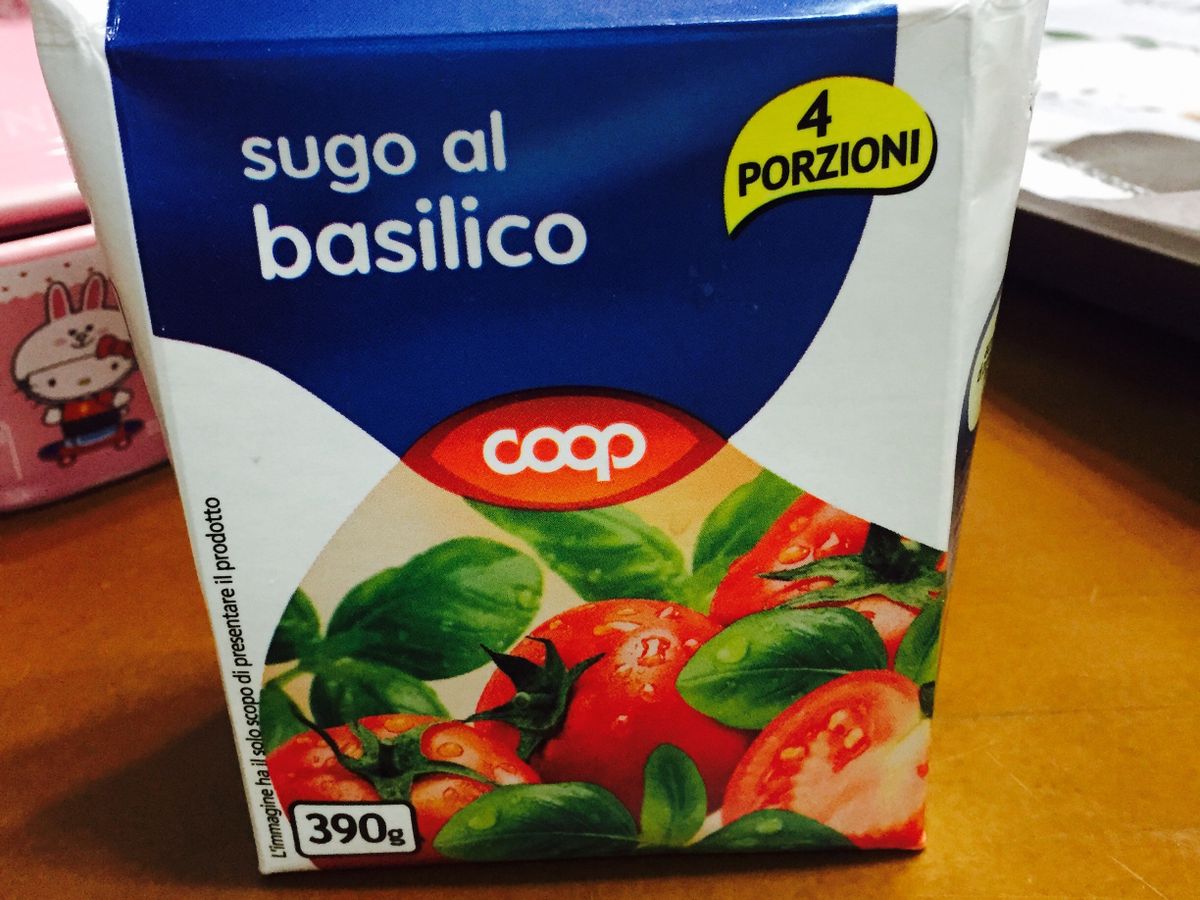 sugo al
basilico
4
PORZIONI
coop
L'immagine ha il solo scopo di presentare il prodotto
390g